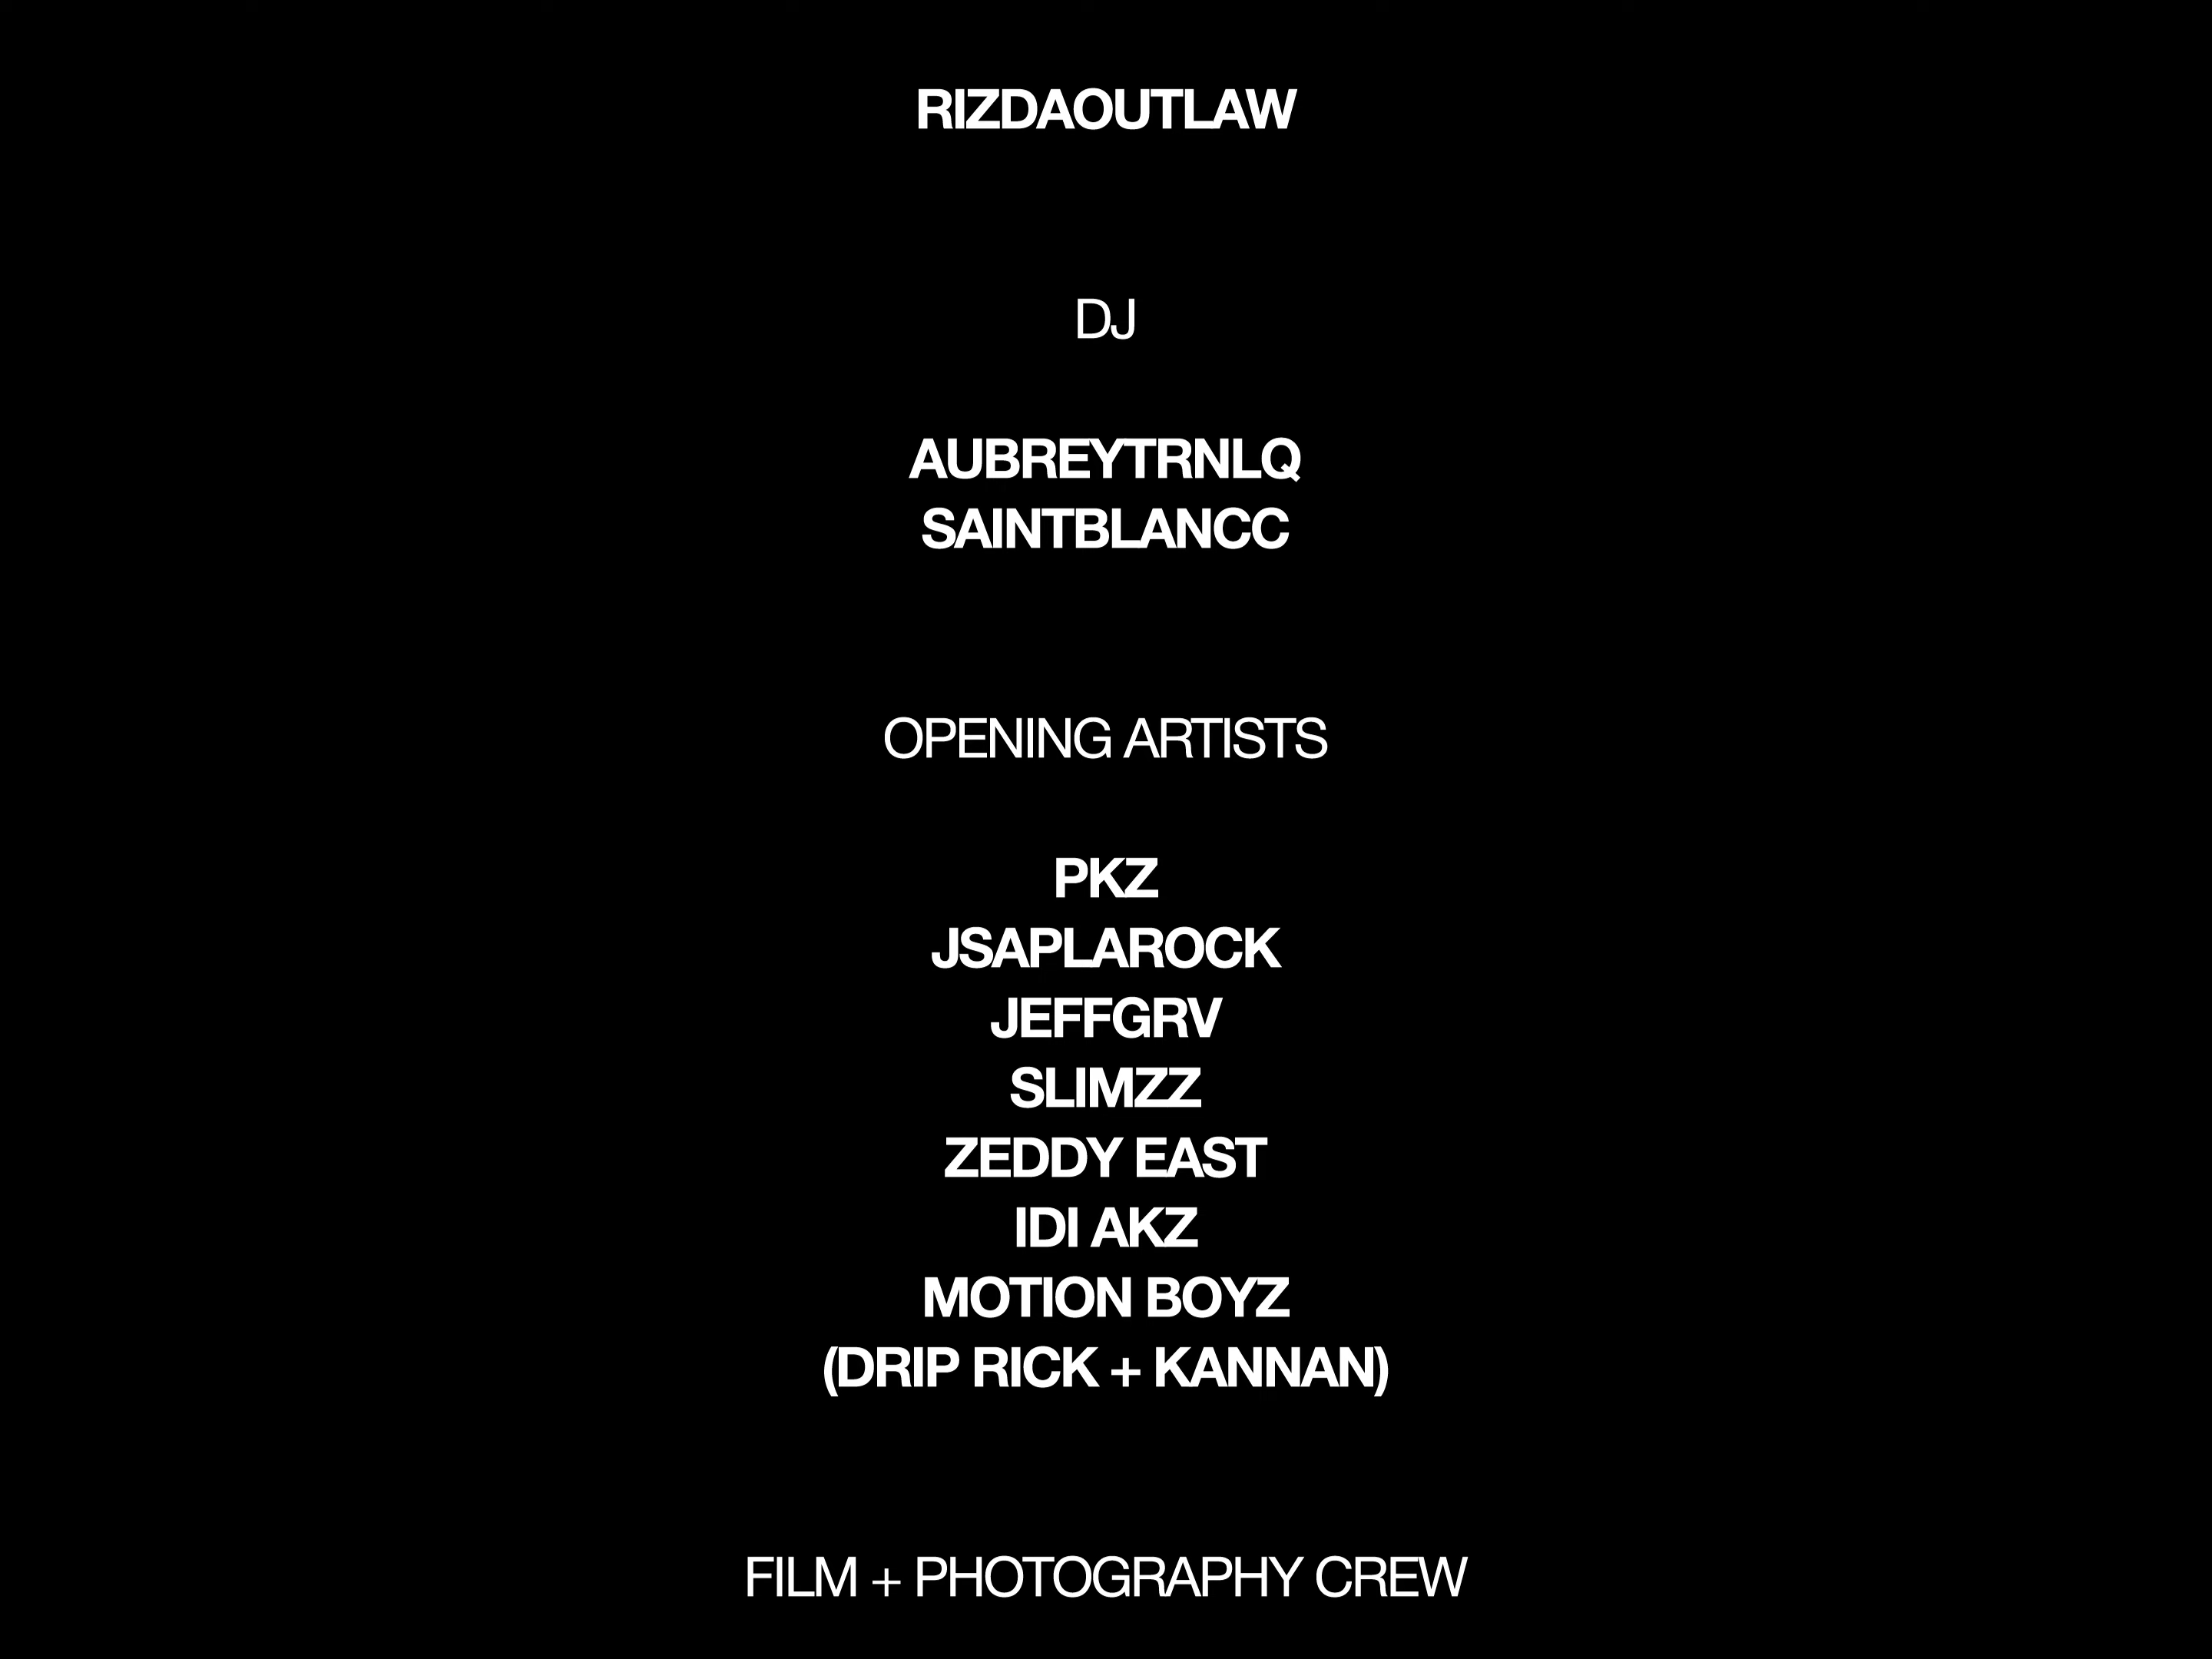 RIZDAOUTLAW
DJ
AUBREYTRNLQ
SAINTBLANCC
OPENING ARTISTS
PKZ
JSAPLAROCK
JEFFGRV
SLIMZZ
ZEDDY EAST
IDI AKZ
MOTION BOYZ
(DRIP RICK + KANNAN)
FILM + PHOTOGRAPHY CREW